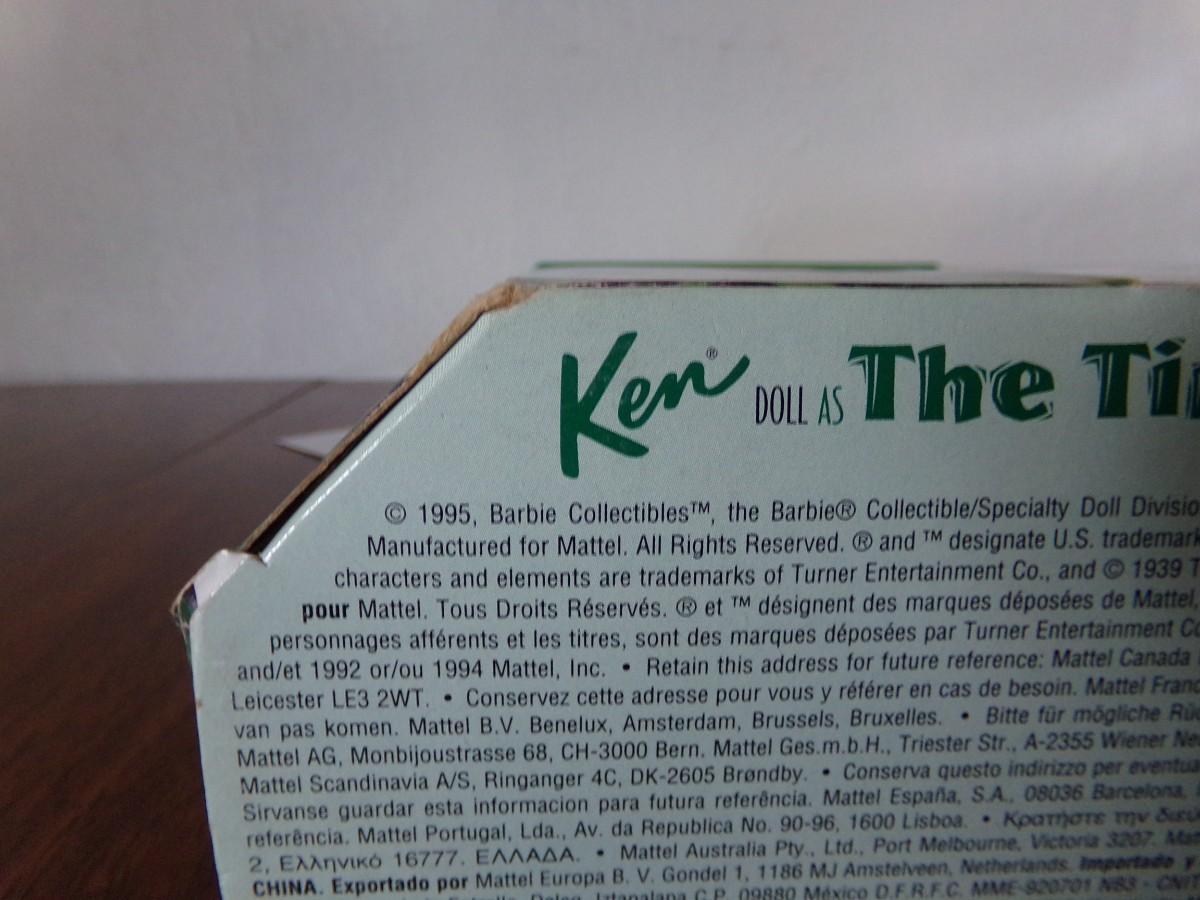 Ken® DOLL AS The
© 1995, Barbie Collectibles™, the Barbie® Collectible/Specialty Doll
Manufactured for Mattel. All Rights Reserved. ® and ™ designate U.S.
characters and elements are trademarks of Turner Entertainment Co., and © 1939
pour Mattel. Tous Droits Réservés. ® et ™ désignent des marques déposées de Mattel,
personnages afférents et les titres, sont des marques déposées par Turner Entertainment
and/et 1992 or/ou 1994 Mattel, Inc. • Retain this address for future reference: Mattel Canada
Leicester LE3 2WT. • Conservez cette adresse pour vous y référer en cas de besoin. Mattel
van pas komen. Mattel B.V. Benelux, Amsterdam, Brussels, Bruxelles. • Bitte für mögliche
Mattel AG, Monbijoustrasse 68, CH-3000 Bern. Mattel Ges.m.b.H., Triester Str., A-2355 Wiener
Mattel Scandinavia A/S, Ringanger 4C, DK-2605 Brøndby. • Conserva questo indirizzo per
Sirvanse guardar esta informacion para futura referência. Mattel España, S.A., 08036 Barcelona.
referência. Mattel Portugal, Lda., Av. da Republica No. 90-96, 1600 Lisboa. • Κρατήστε την
2, Ελληνικό 16777. ΕΛΛΑΔΑ. • Mattel Australia Pty., Ltd., Port Melbourne, Victoria 3207.
CHINA. Exportado por Mattel Europa B. V. Gondel 1, 1186 MJ Amstelveen, Netherlands. Importado y
Iztapalapa C.P. 09880 México D.F.R.F.C. MME-920701 NB3